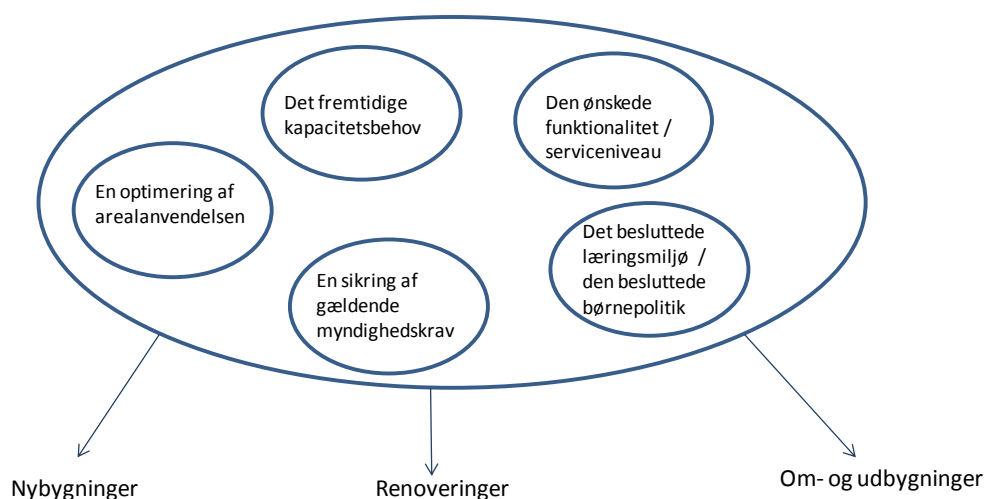 Det fremtidige
kapacitetsbehov
Den ønskede
funktionalitet /
serviceniveau
En optimering af
arealanvendelsen
Det besluttede
læringsmiljø /
den besluttede
børnepolitik
En sikring af
gældende
myndighedskrav
Nybygninger
Renoveringer
Om- og udbygninger